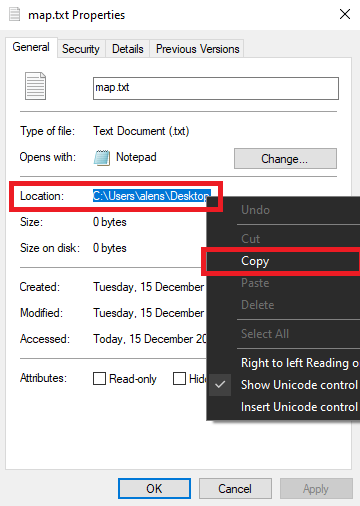 map.txt Properties
General Security Details Previous Versions
map.txt
Type of file: Text Document (.txt)
Opens with: Notepad Change...
Location: C:\Users\alens\Desktop
Size: 0 bytes
Size on disk: 0 bytes
Created: Tuesday, 15 December
Modified: Tuesday, 15 December
Accessed: Today, 15 December 20
Attributes: Read-only Hid
Undo
Cut
Copy
Paste
Delete
Select All
Right to left Reading o
Show Unicode control
Insert Unicode control
OK Cancel Apply